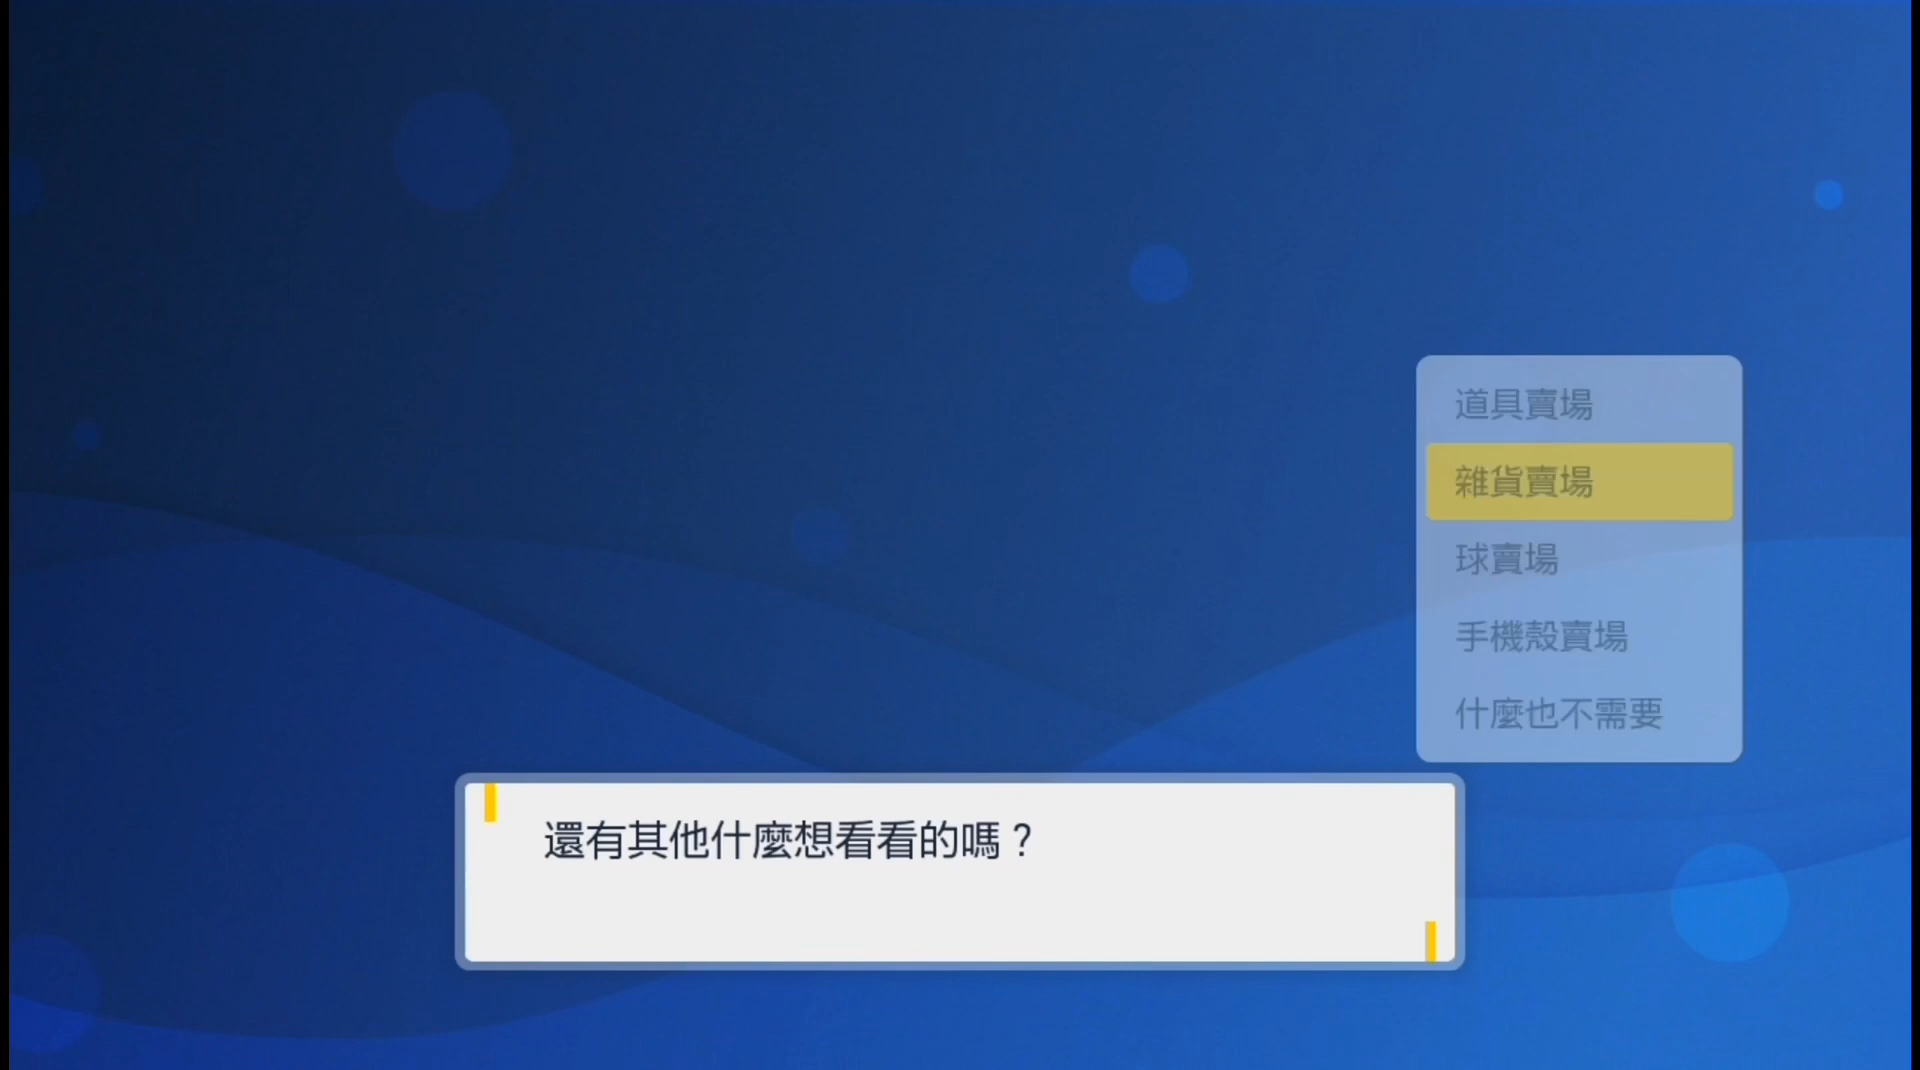 道具賣場
雜貨賣場
球賣場
手機殼賣場
什麼也不需要
還有其他什麼想看看的嗎？